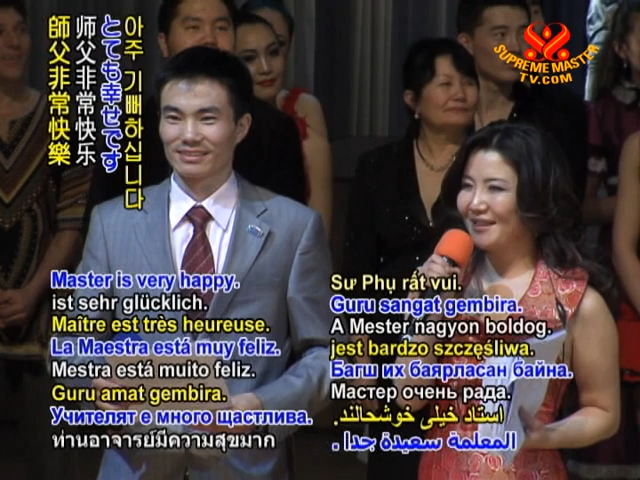 師父非常快樂
师父非常快乐
とても幸せです
아주 기뻐하십니다
SUPREME MASTER
TV.COM
Master is very happy.
ist sehr glücklich.
Maître est très heureuse.
La Maestra está muy feliz.
Mestra está muito feliz.
Guru amat gembira.
Учителят е много щастлива.
ท่านอาจารย์มีความสุขมาก
Sư Phụ rất vui.
Guru sangat gembira.
A Mester nagyon boldog.
jest bardzo szczęśliwa.
Багш их баярласан байна.
Мастер очень рада.
استاد خیلی خوشحالند.
المعلمة سعيدة جدا .